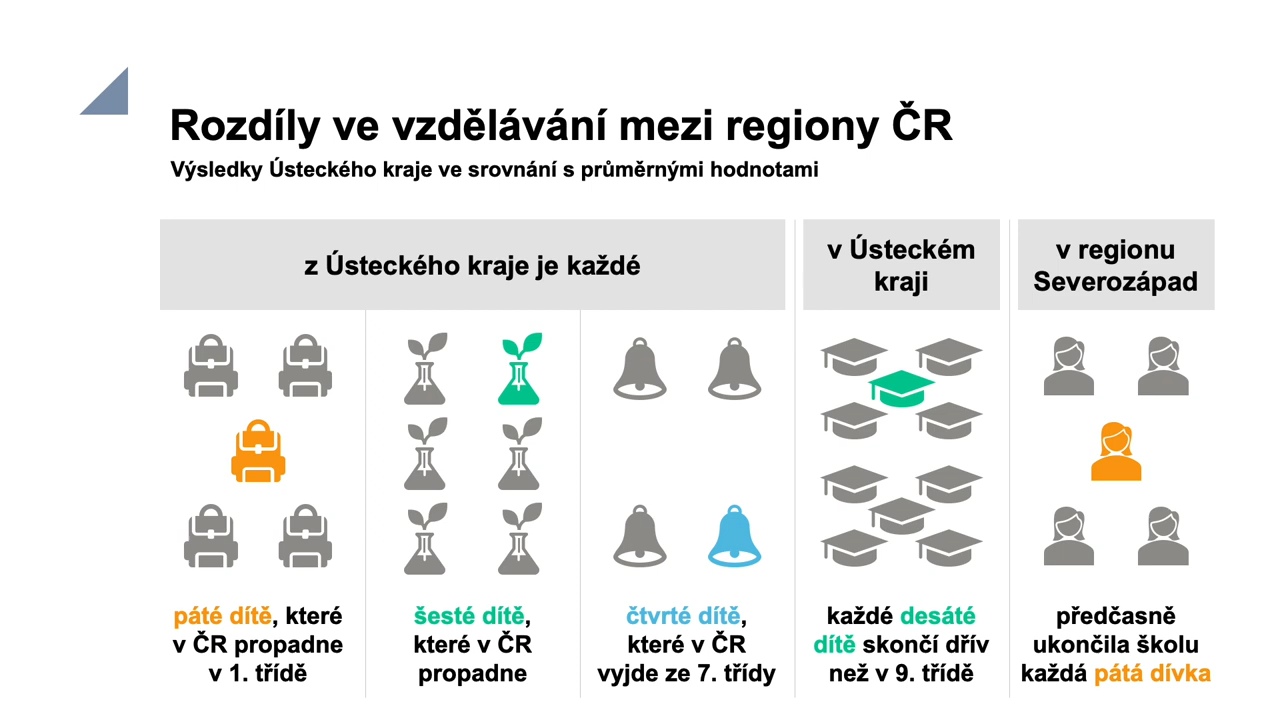 Rozdíly ve vzdělávání mezi regiony ČR
Výsledky Ústeckého kraje ve srovnání s průměrnými hodnotami
z Ústeckého kraje je každé
v Ústeckém
kraji
v regionu
Severozápad
páté dítě, které
v ČR propadne
v 1. třídě
šesté dítě,
které v ČR
propadne
čtvrté dítě,
které v ČR
vyjde ze 7. třídy
každé desáté
dítě skončí dřív
než v 9. třídě
předčasně
ukončila školu
každá pátá dívka